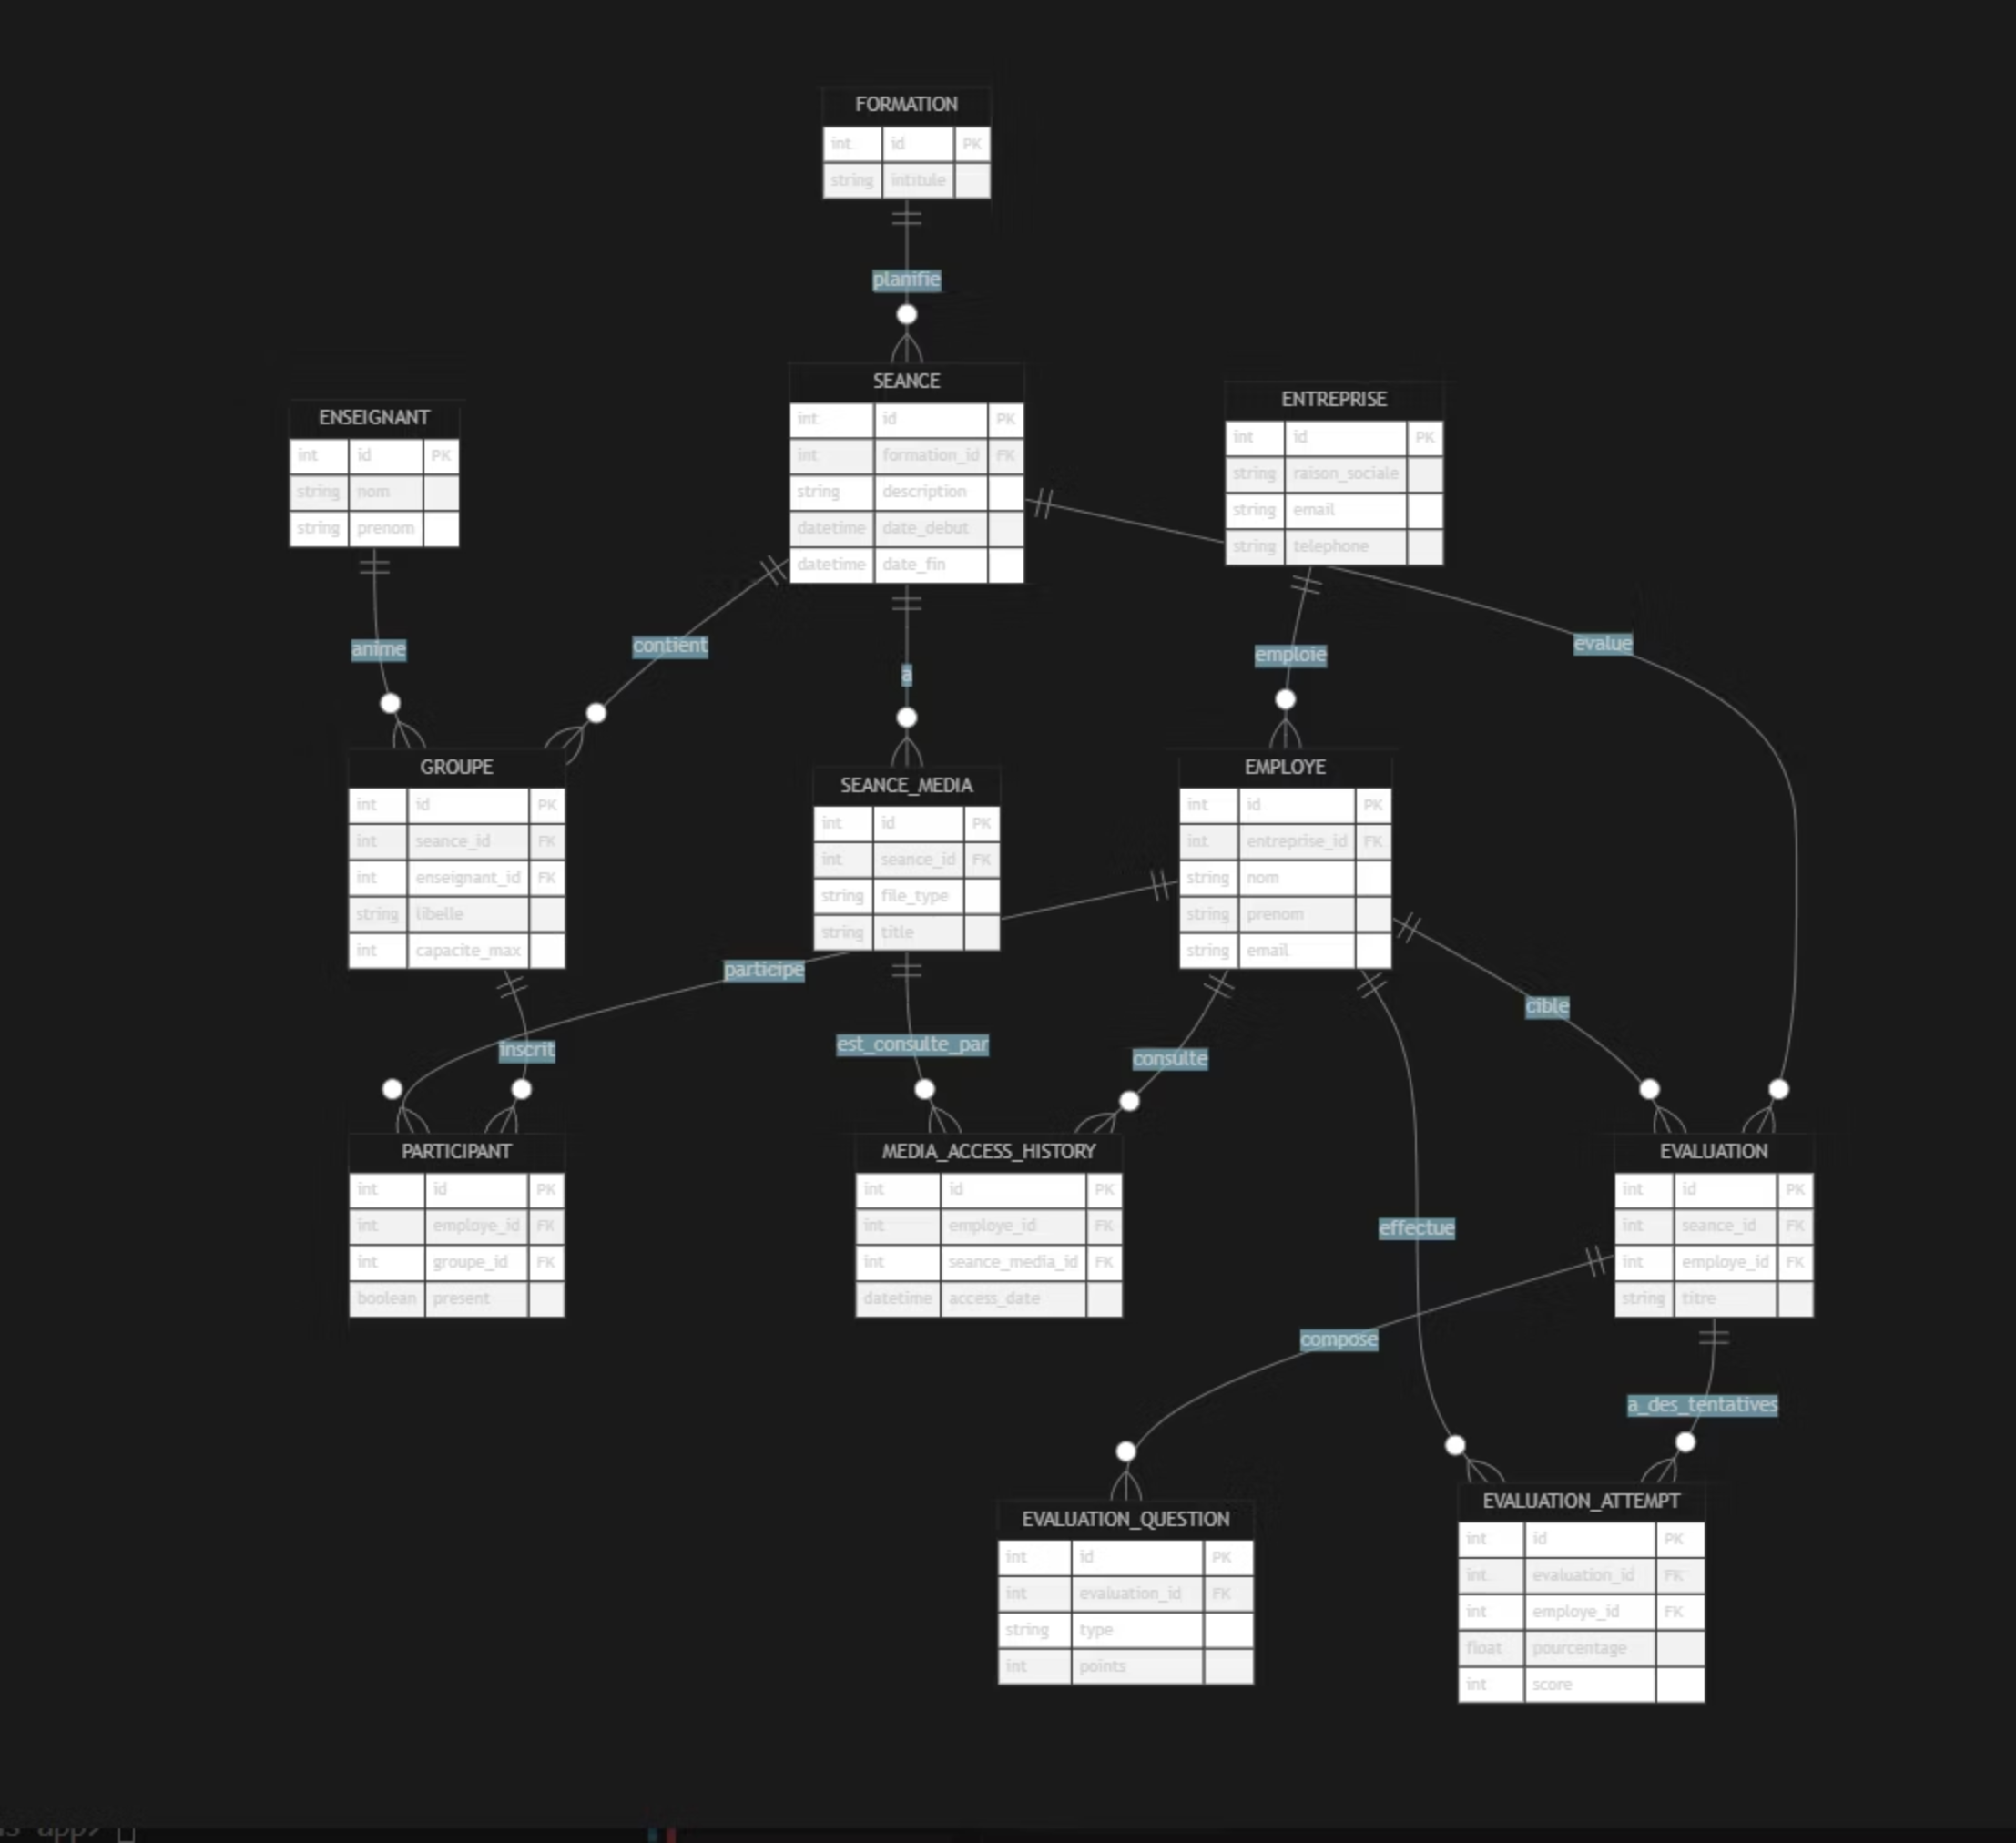 FORMATION
int id PK
string intitule
planifie
SEANCE
int id PK
int formation_id FK
string description
datetime date_debut
datetime date_fin
ENTREPRISE
int id PK
string raison_sociale
string email
string telephone
ENSEIGNANT
int id PK
string nom
string prenom
anime
contient
a
emploie
evalue
GROUPE
int id PK
int seance_id FK
int enseignant_id FK
string libelle
int capacite_max
SEANCE_MEDIA
int id PK
int seance_id FK
string file_type
string title
EMPLOYE
int id PK
int entreprise_id FK
string nom
string prenom
string email
participe
inscrit
est_consulte_par
consulte
cible
PARTICIPANT
int id PK
int employe_id FK
int groupe_id FK
boolean present
MEDIA_ACCESS_HISTORY
int id PK
int employe_id FK
int seance_media_id FK
datetime access_date
EVALUATION
int id PK
int seance_id FK
int employe_id FK
string titre
effectue
compose
a_des_tentatives
EVALUATION_QUESTION
int id PK
int evaluation_id FK
string type
int points
EVALUATION_ATTEMPT
int id PK
int evaluation_id FK
int employe_id FK
float pourcentage
int score